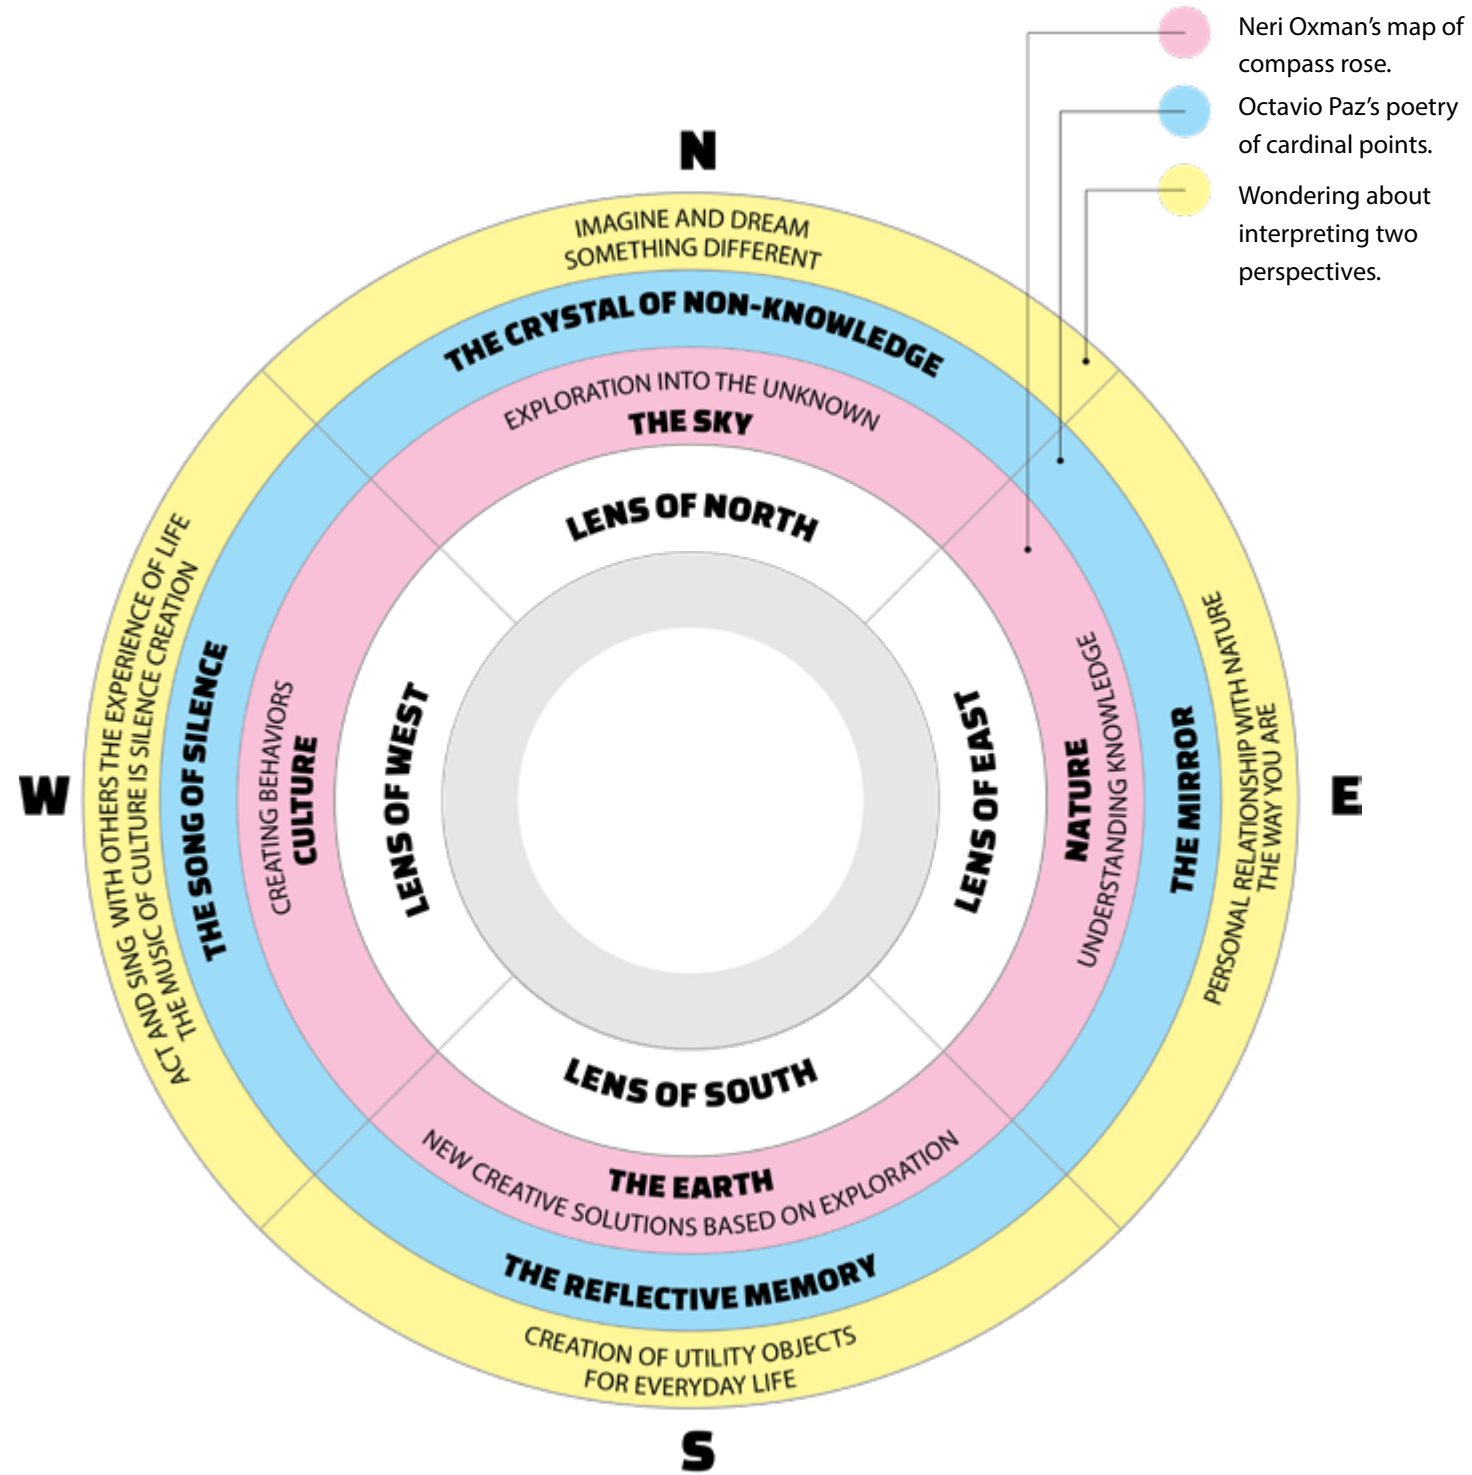 Neri Oxman’s map of
compass rose.
Octavio Paz’s poetry
of cardinal points.
Wondering about
interpreting two
perspectives.
N
IMAGINE AND DREAM
SOMETHING DIFFERENT
THE CRYSTAL OF NON-KNOWLEDGE
EXPLORATION INTO THE UNKNOWN
THE SKY
LENS OF NORTH
W
ACT AND SING WITH OTHERS THE EXPERIENCE OF LIFE
THE MUSIC OF CULTURE IS SILENCE CREATION
THE SONG OF SILENCE
CREATING BEHAVIORS
CULTURE
LENS OF WEST
LENS OF EAST
NATURE
UNDERSTANDING KNOWLEDGE
THE MIRROR
PERSONAL RELATIONSHIP WITH NATURE
THE WAY YOU ARE
E
LENS OF SOUTH
THE EARTH
NEW CREATIVE SOLUTIONS BASED ON EXPLORATION
THE REFLECTIVE MEMORY
CREATION OF UTILITY OBJECTS
FOR EVERYDAY LIFE
S